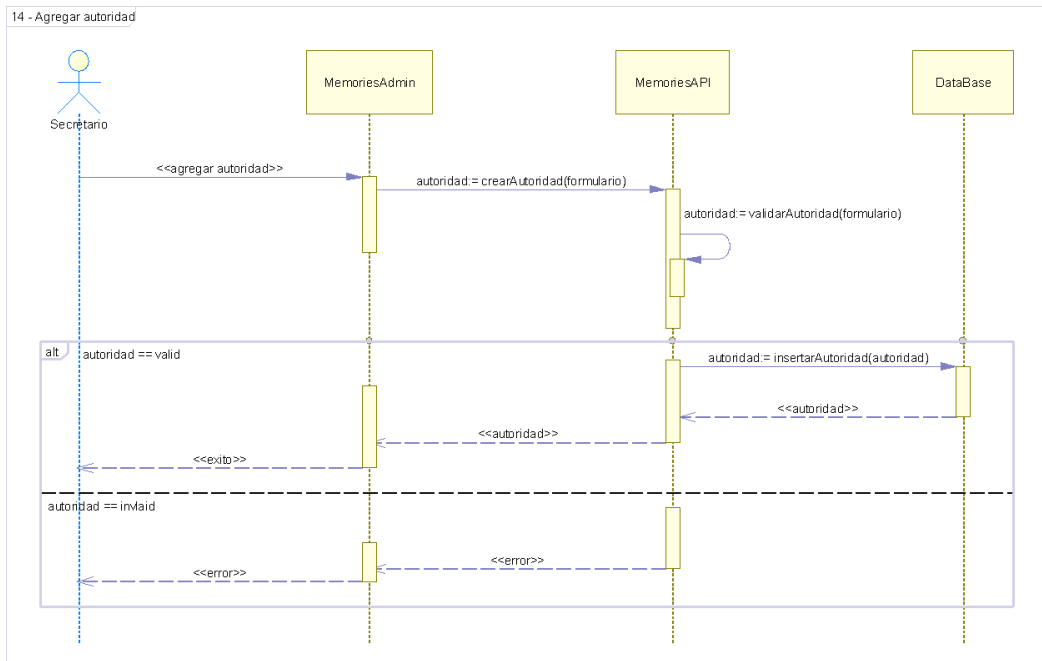 14 - Agregar autoridad
Secretario
MemoriesAdmin
MemoriesAPI
DataBase
<<agregar autoridad>>
autoridad:= crearAutoridad(formulario)
autoridad:= validarAutoridad(formulario)
alt
autoridad == valid
autoridad:= insertarAutoridad(autoridad)
<<autoridad>>
<<autoridad>>
<<exito>>
autoridad == invlaid
<<error>>
<<error>>